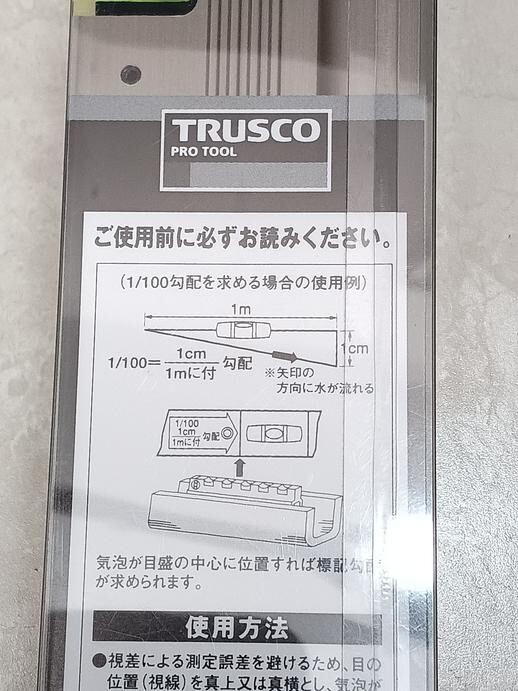 TRUSCO
PRO TOOL
ご使用前に必ずお読みください。
(1/100勾配を求める場合の使用例)
1m
1cm
1/100=1cm/1mに付 勾配
※矢印の
方向に水が流れる
1/100
1cm
1mに付 勾配
気泡が目盛の中心に位置すれば標記勾配
が求められます。
使用方法
●視差による測定誤差を避けるため、目の
位置(視線)を真上又は真横とし、気泡が